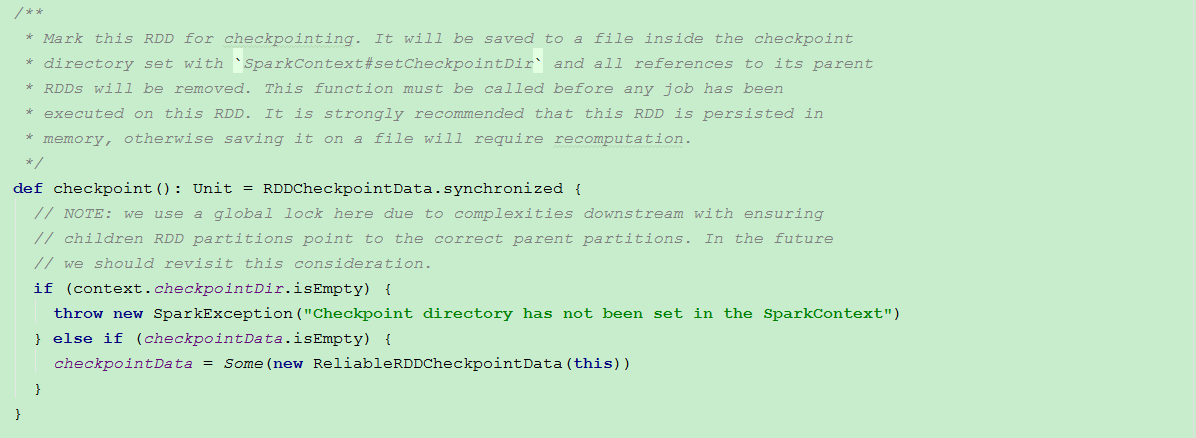 /**
 * Mark this RDD for checkpointing. It will be saved to a file inside the checkpoint
 * directory set with `SparkContext#setCheckpointDir` and all references to its parent
 * RDDs will be removed. This function must be called before any job has been
 * executed on this RDD. It is strongly recommended that this RDD is persisted in
 * memory, otherwise saving it on a file will require recomputation.
 */
def checkpoint(): Unit = RDDCheckpointData.synchronized {
  // NOTE: we use a global lock here due to complexities downstream with ensuring
  // children RDD partitions point to the correct parent partitions. In the future
  // we should revisit this consideration.
  if (context.checkpointDir.isEmpty) {
    throw new SparkException("Checkpoint directory has not been set in the SparkContext")
  } else if (checkpointData.isEmpty) {
    checkpointData = Some(new ReliableRDDCheckpointData(this))
  }
}